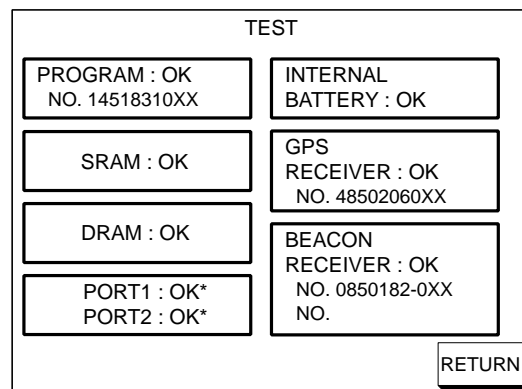 TEST
PROGRAM : OK
NO. 14518310XX
SRAM : OK
DRAM : OK
PORT1 : OK*
PORT2 : OK*
INTERNAL
BATTERY : OK
GPS
RECEIVER : OK
NO. 48502060XX
BEACON
RECEIVER : OK
NO. 0850182-0XX
NO.
RETURN